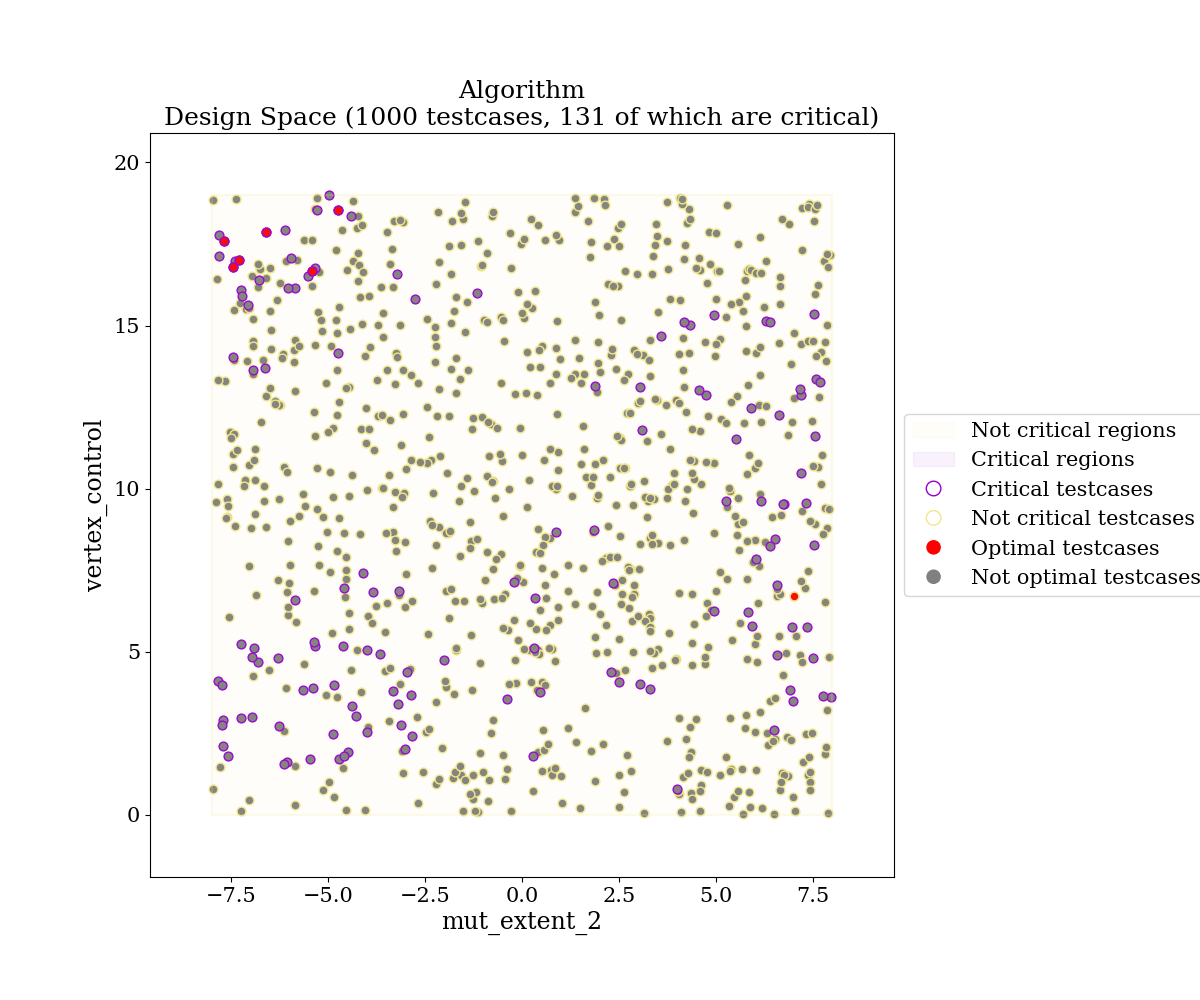 Algorithm
Design Space (1000 testcases, 131 of which are critical)
20
15
10
5
0
vertex_control
−7.5 −5.0 −2.5 0.0 2.5 5.0 7.5
mut_extent_2
Not critical regions
Critical regions
Critical testcases
Not critical testcases
Optimal testcases
Not optimal testcases